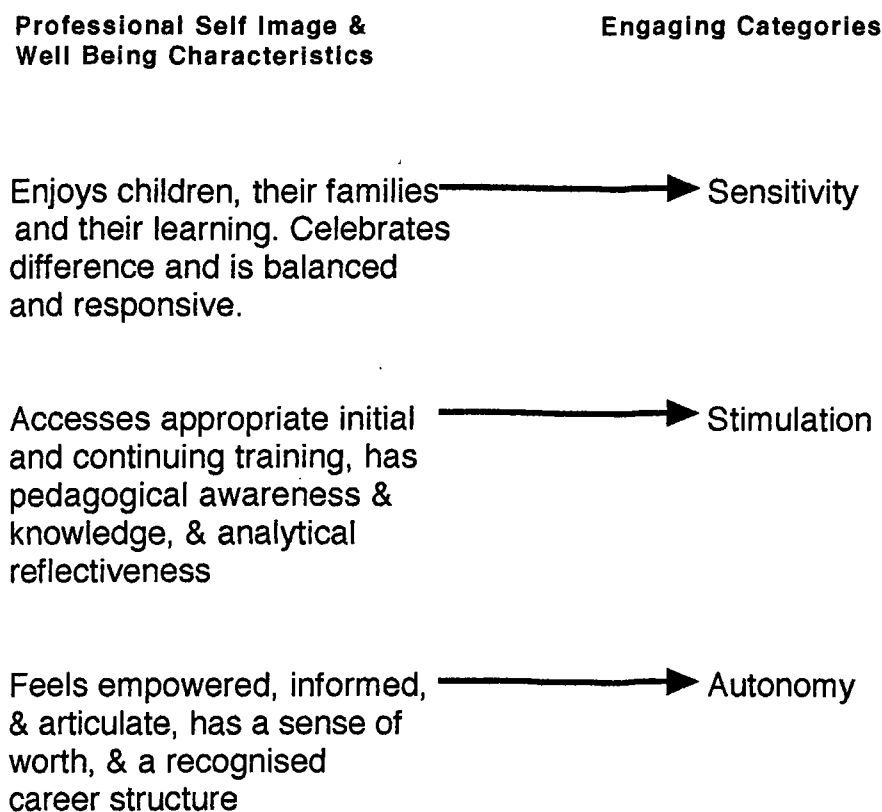 Professional Self Image &
Well Being Characteristics
Engaging Categories
Enjoys children, their families
and their learning. Celebrates
difference and is balanced
and responsive.
Sensitivity
Accesses appropriate initial
and continuing training, has
pedagogical awareness &
knowledge, & analytical
reflectiveness
Stimulation
Feels empowered, informed,
& articulate, has a sense of
worth, & a recognised
career structure
Autonomy